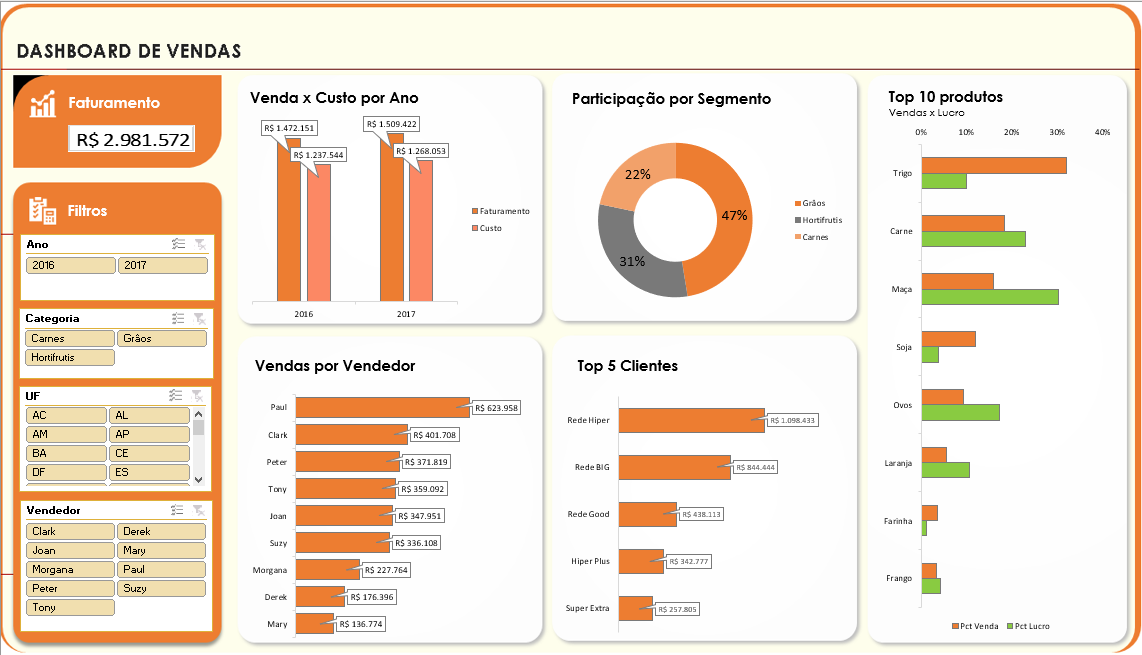 DASHBOARD DE VENDAS
Faturamento
R$ 2.981.572
Filtros
Ano
2016 2017
Categoria
Carnes Grãos
Hortifrutis
UF
AC AL
AM AP
BA CE
DF ES
Vendedor
Clark Derek
Joan Mary
Morgana Paul
Peter Suzy
Tony
Venda x Custo por Ano
R$ 1.472.151
R$ 1.237.544
R$ 1.509.422
R$ 1.268.053
2016 2017
Faturamento
Custo
Participação por Segmento
22%
47%
31%
Grãos
Hortifrutis
Carnes
Vendas por Vendedor
Paul R$ 623.958
Clark R$ 401.708
Peter R$ 371.819
Tony R$ 359.092
Joan R$ 347.951
Suzy R$ 336.108
Morgana R$ 227.764
Derek R$ 176.396
Mary R$ 136.774
Top 5 Clientes
Rede Hiper R$ 1.098.433
Rede BIG R$ 844.444
Rede Good R$ 438.113
Hiper Plus R$ 342.777
Super Extra R$ 257.805
Top 10 produtos
Vendas x Lucro
0% 10% 20% 30% 40%
Trigo
Carne
Maça
Soja
Ovos
Laranja
Farinha
Frango
Pct Venda Pct Lucro